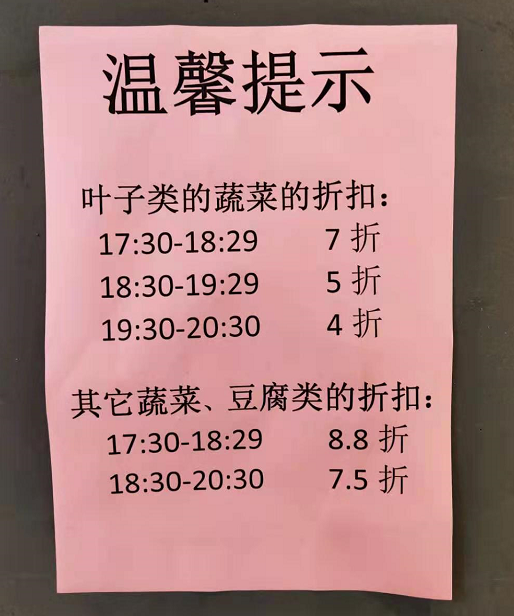 温馨提示
叶子类的蔬菜的折扣：
17:30-18:29 7 折
18:30-19:29 5 折
19:30-20:30 4 折
其它蔬菜、豆腐类的折扣：
17:30-18:29 8.8 折
18:30-20:30 7.5 折